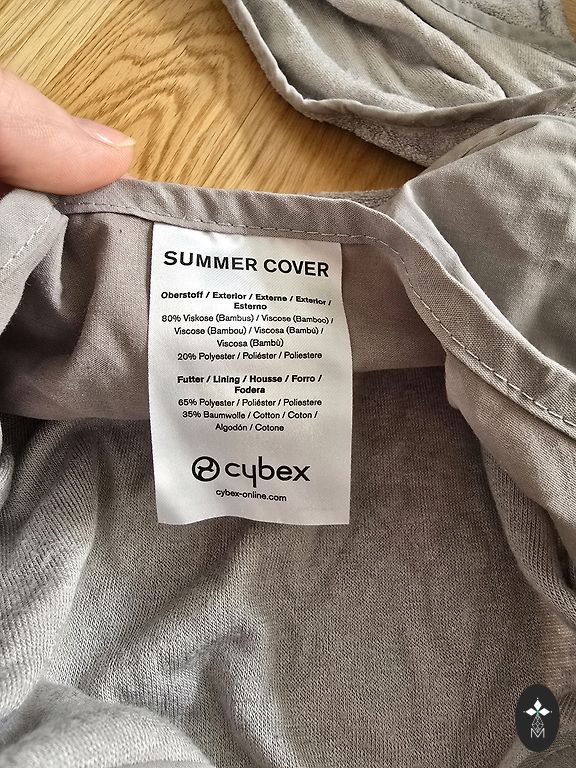 SUMMER COVER
Oberstoff / Exterior / Externe / Exterior /
Esterno
80% Viskose (Bambus) / Viscose (Bamboo) /
Viscose (Bambou) / Viscosa (Bambú) /
Viscosa (Bambù)
20% Polyester / Poliéster / Poliestere
Futter / Lining / Housse / Forro /
Fodera
65% Polyester / Poliéster / Poliestere
35% Baumwolle / Cotton / Coton /
Algodón / Cotone
cybex
cybex-online.com
M